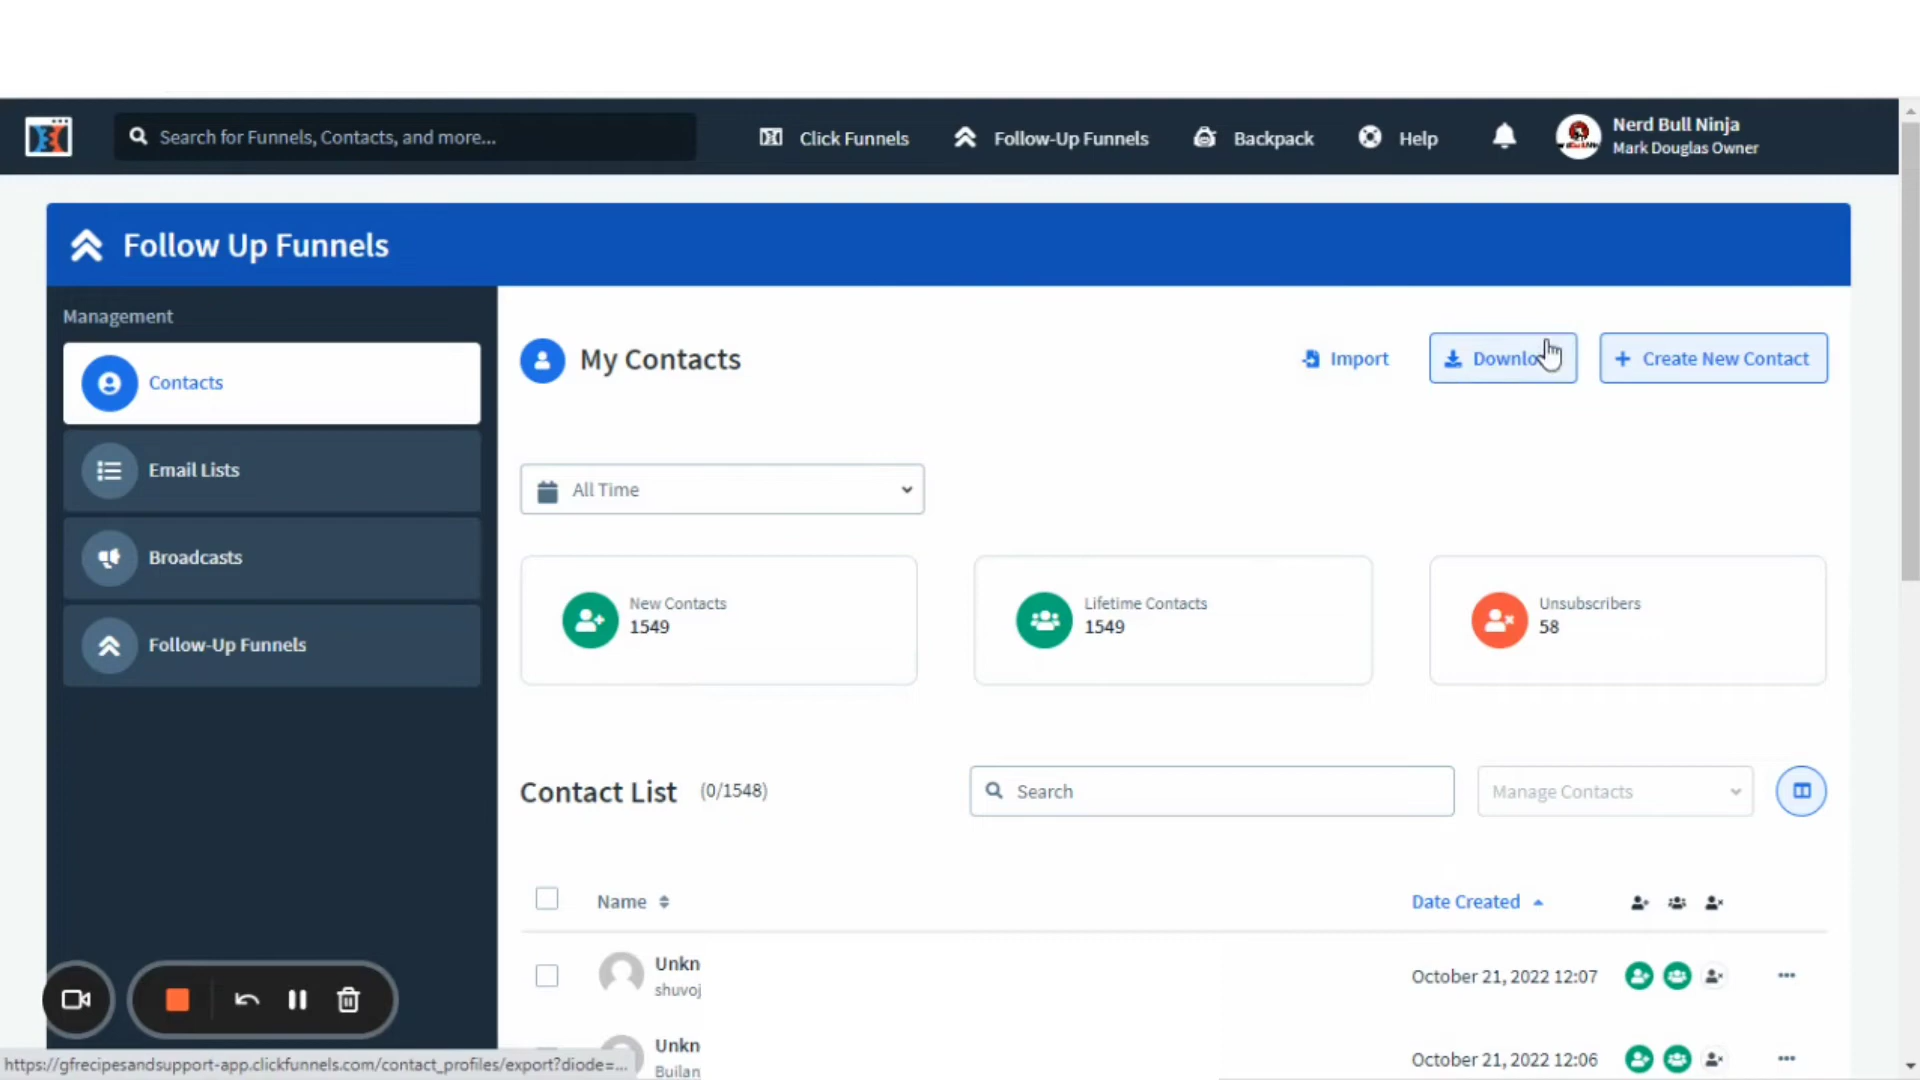 Search for Funnels, Contacts, and more...
Click Funnels
Follow-Up Funnels
Backpack
Help
Nerd Bull Ninja
Mark Douglas Owner
Follow Up Funnels
Management
Contacts
Email Lists
Broadcasts
Follow-Up Funnels
My Contacts
Import
Downlo
+ Create New Contact
All Time
New Contacts
1549
Lifetime Contacts
1549
Unsubscribers
58
Contact List (0/1548)
Search
Manage Contacts
Name
Date Created
Unkn
shuvoj
October 21, 2022 12:07
Unkn
Builan
October 21, 2022 12:06
https://gfrecipesandsupport-app.clickfunnels.com/contact_profiles/export?diode=...